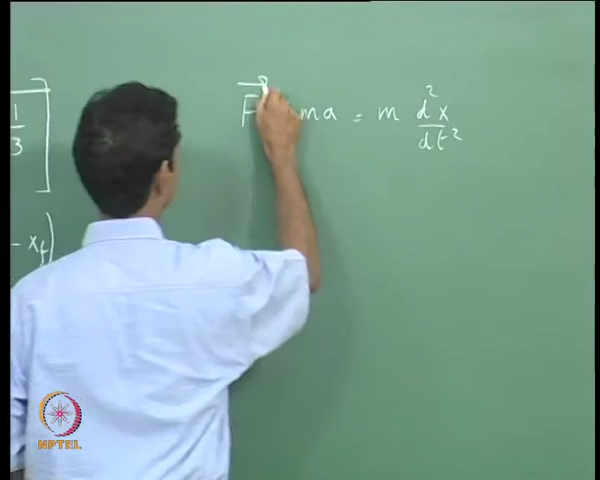 1
3
- x_f)
F ma = m d²x
dt²
NPTEL